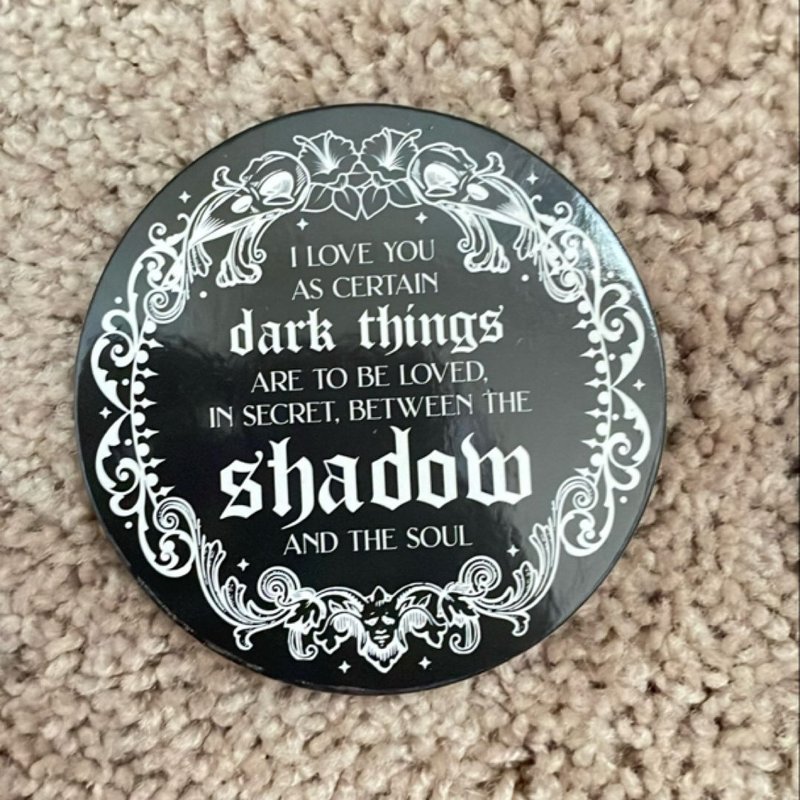 I LOVE YOU
AS CERTAIN
dark things
ARE TO BE LOVED,
IN SECRET, BETWEEN THE
shadow
AND THE SOUL